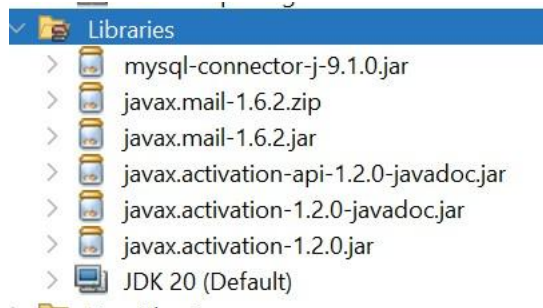 Libraries
mysql-connector-j-9.1.0.jar
javax.mail-1.6.2.zip
javax.mail-1.6.2.jar
javax.activation-api-1.2.0-javadoc.jar
javax.activation-1.2.0-javadoc.jar
javax.activation-1.2.0.jar
JDK 20 (Default)